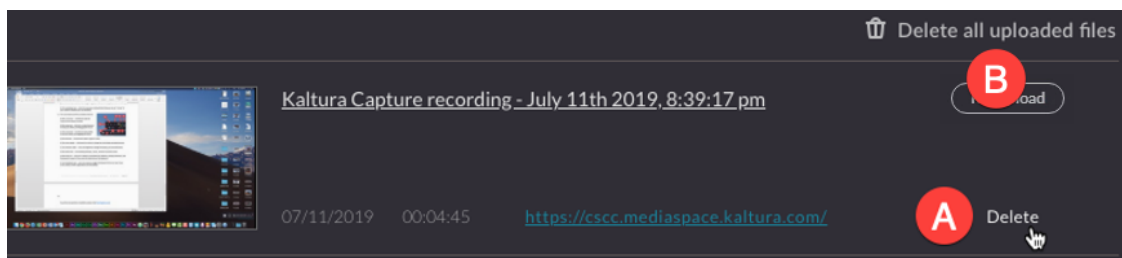 Delete all uploaded files
B
Kaltura Capture recording - July 11th 2019, 8:39:17 pm
07/11/2019 00:04:45 https://cscc.mediaspace.kaltura.com/ A Delete